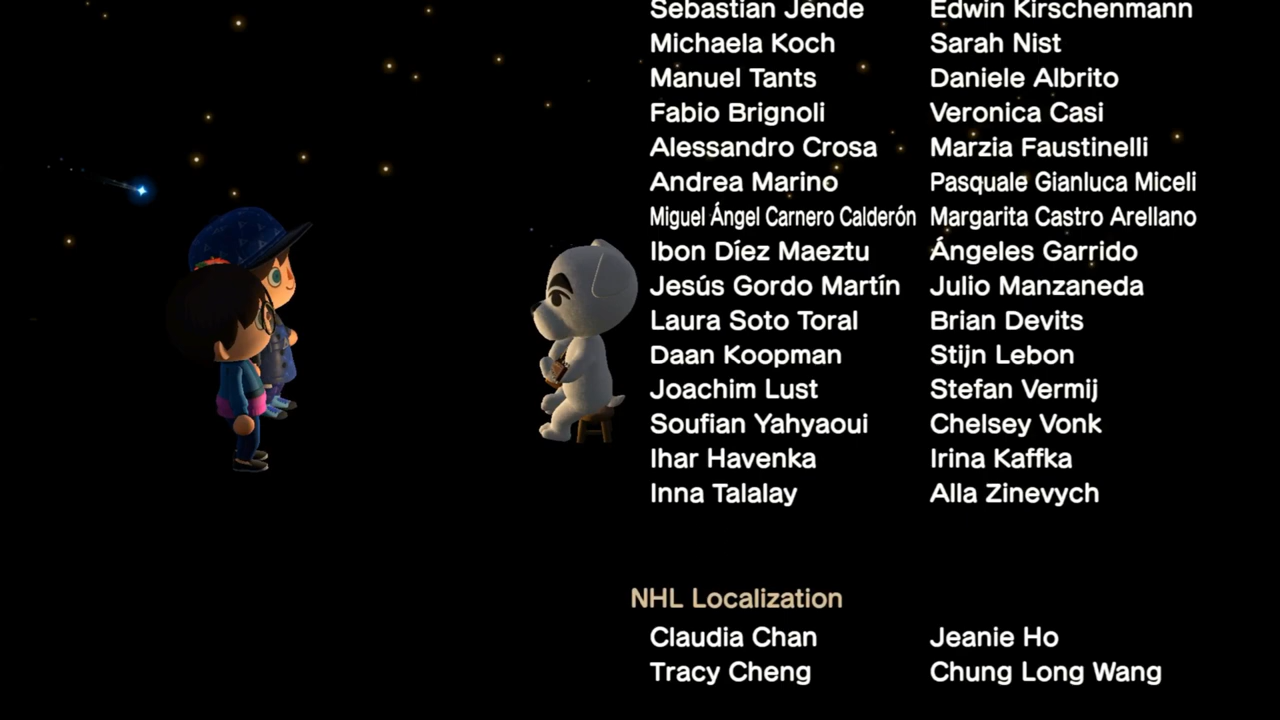 Sebastian Jende Edwin Kirschenmann
Michaela Koch Sarah Nist
Manuel Tants Daniele Albrito
Fabio Brignoli Veronica Casi
Alessandro Crosa Marzia Faustinelli
Andrea Marino Pasquale Gianluca Miceli
Miguel Ángel Carnero Calderón Margarita Castro Arellano
Ibon Díez Maeztu Ángeles Garrido
Jesús Gordo Martín Julio Manzaneda
Laura Soto Toral Brian Devits
Daan Koopman Stijn Lebon
Joachim Lust Stefan Vermij
Soufian Yahyaoui Chelsey Vonk
Ihar Havenka Irina Kaffka
Inna Talalay Alla Zinevych
NHL Localization
Claudia Chan Jeanie Ho
Tracy Cheng Chung Long Wang